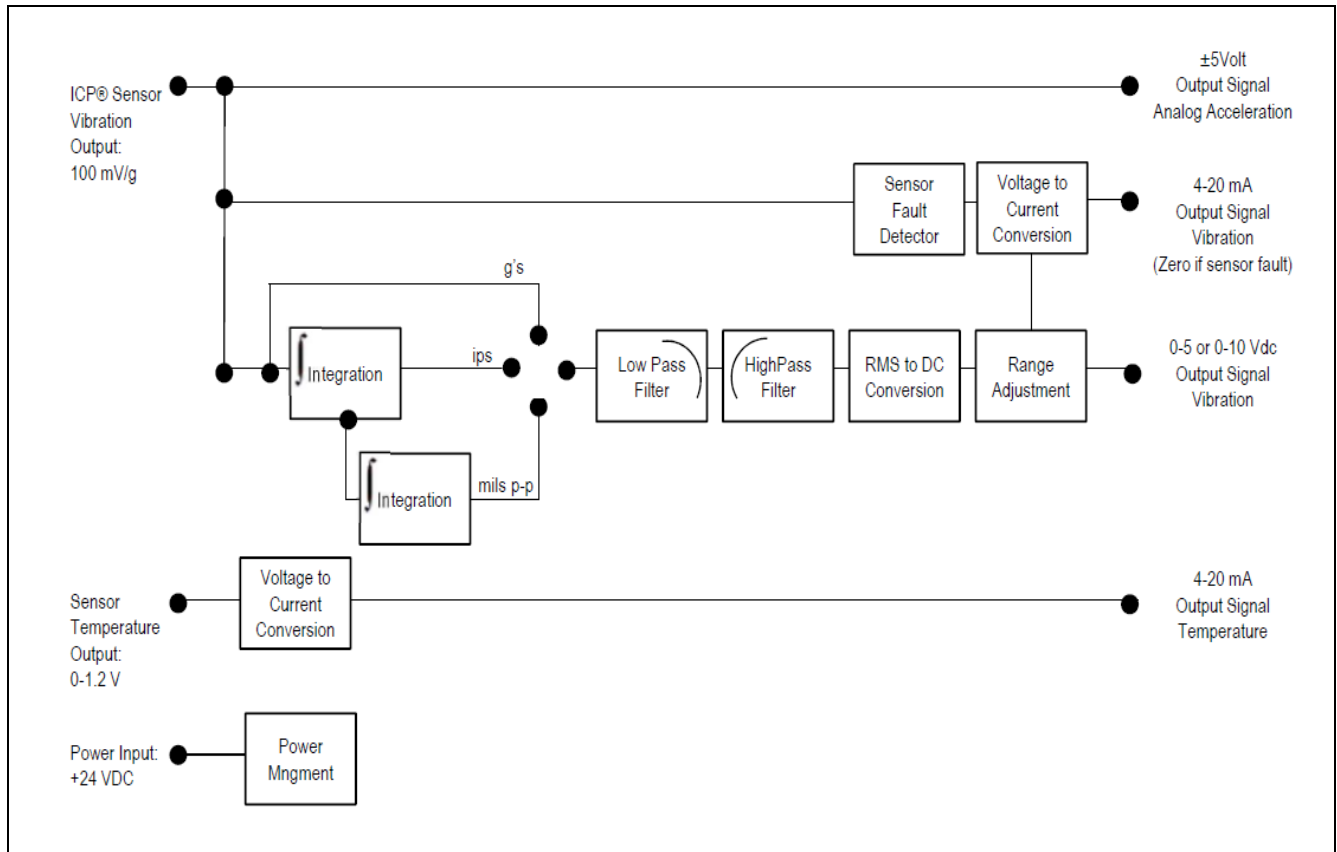 ICP® Sensor
Vibration
Output:
100 mV/g
±5Volt
Output Signal
Analog Acceleration
Sensor
Fault
Detector
Voltage to
Current
Conversion
4-20 mA
Output Signal
Vibration
(Zero if sensor fault)
g's
∫Integration
ips
Low Pass
Filter
HighPass
Filter
RMS to DC
Conversion
Range
Adjustment
0-5 or 0-10 Vdc
Output Signal
Vibration
∫Integration
mils p-p
Sensor
Temperature
Output:
0-1.2 V
Voltage to
Current
Conversion
4-20 mA
Output Signal
Temperature
Power Input:
+24 VDC
Power
Mngment